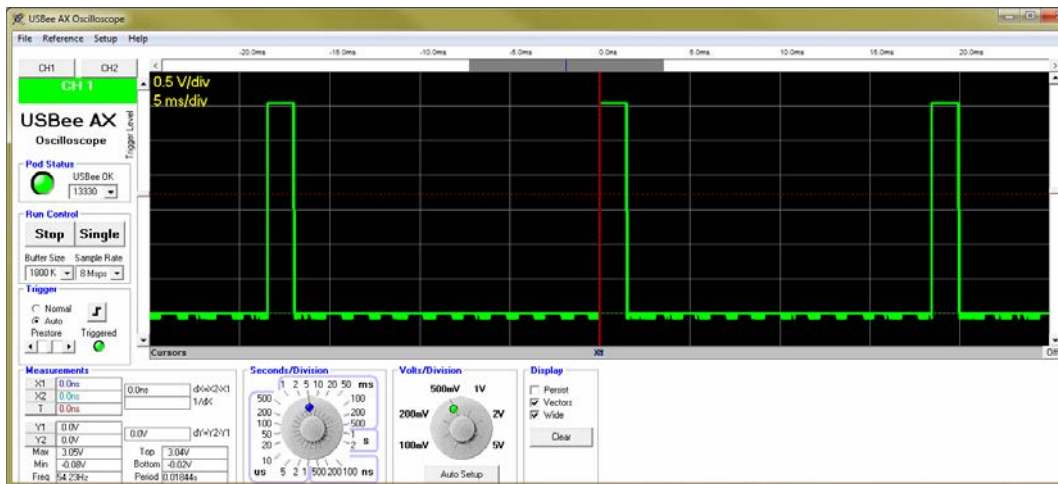 USBee AX Oscilloscope
File Reference Setup Help
-20.0ms -15.0ms -10.0ms -5.0ms 0.0ns 5.0ms 10.0ms 15.0ms 20.0ms
CH1 CH2
CH 1
0.5 V/div
5 ms/div
USBee AX
Oscilloscope
Trigger Level
Pod Status
USBee OK
13330
Run Control
Stop Single
Buffer Size Sample Rate
1800 K 8 Msps
Trigger
Normal
Auto
Prestore Triggered
Cursors Off
Measurements
X1 0.0ns
X2 0.0ns
T 0.0ns
0.0ns dX=X2-X1
1/dX
Y1 0.0V
Y2 0.0V
0.0V dY=Y2-Y1
Max 3.05V Top 3.04V
Min -0.08V Bottom -0.02V
Freq 54.23Hz Period 0.01844s
Seconds/Division
1 2 5 10 20 50 ms
500 200 100 50 20 10
100 200 500
1 2 s
us 5 2 1 500 200 100 ns
Volts/Division
500mV 1V
200mV 2V
100mV 5V
Auto Setup
Display
Persist
Vectors
Wide
Clear